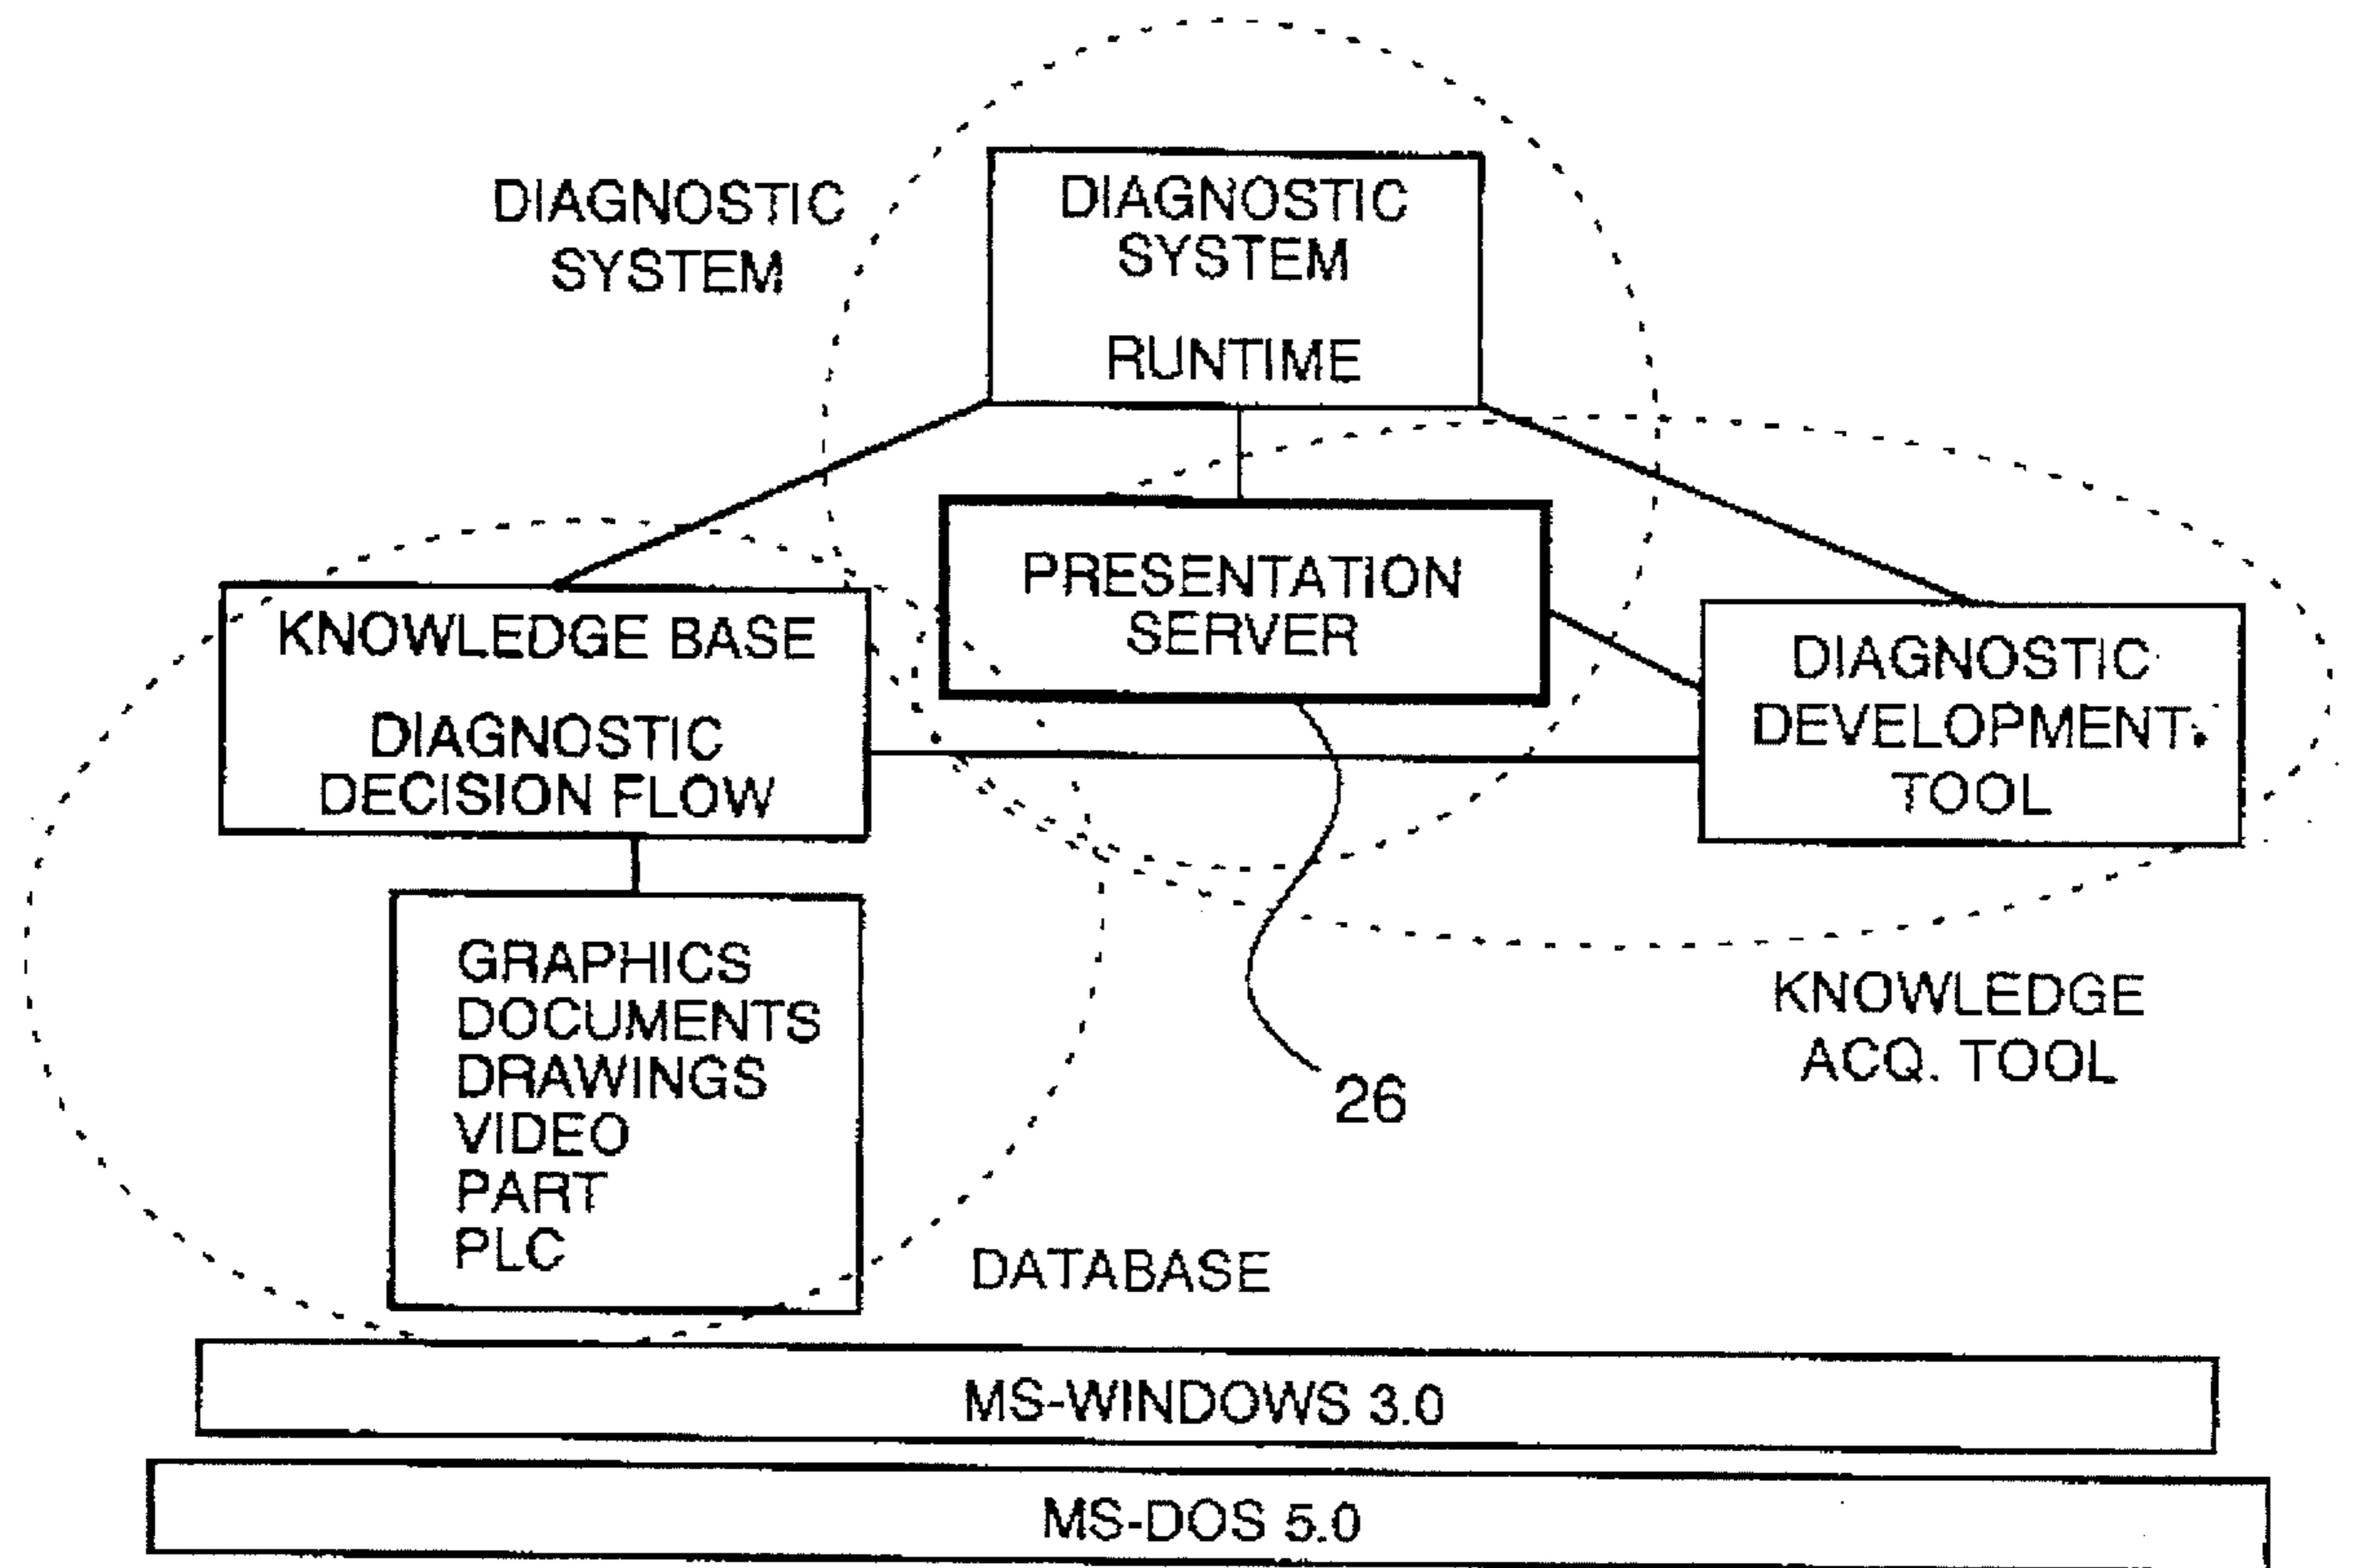 DIAGNOSTIC
SYSTEM
DIAGNOSTIC
SYSTEM
RUNTIME
PRESENTATION
SERVER
KNOWLEDGE BASE
DIAGNOSTIC
DECISION FLOW
DIAGNOSTIC
DEVELOPMENT
TOOL
GRAPHICS
DOCUMENTS
DRAWINGS
VIDEO
PART
PLC
KNOWLEDGE
ACQ. TOOL
26
DATABASE
MS-WINDOWS 3.0
MS-DOS 5.0